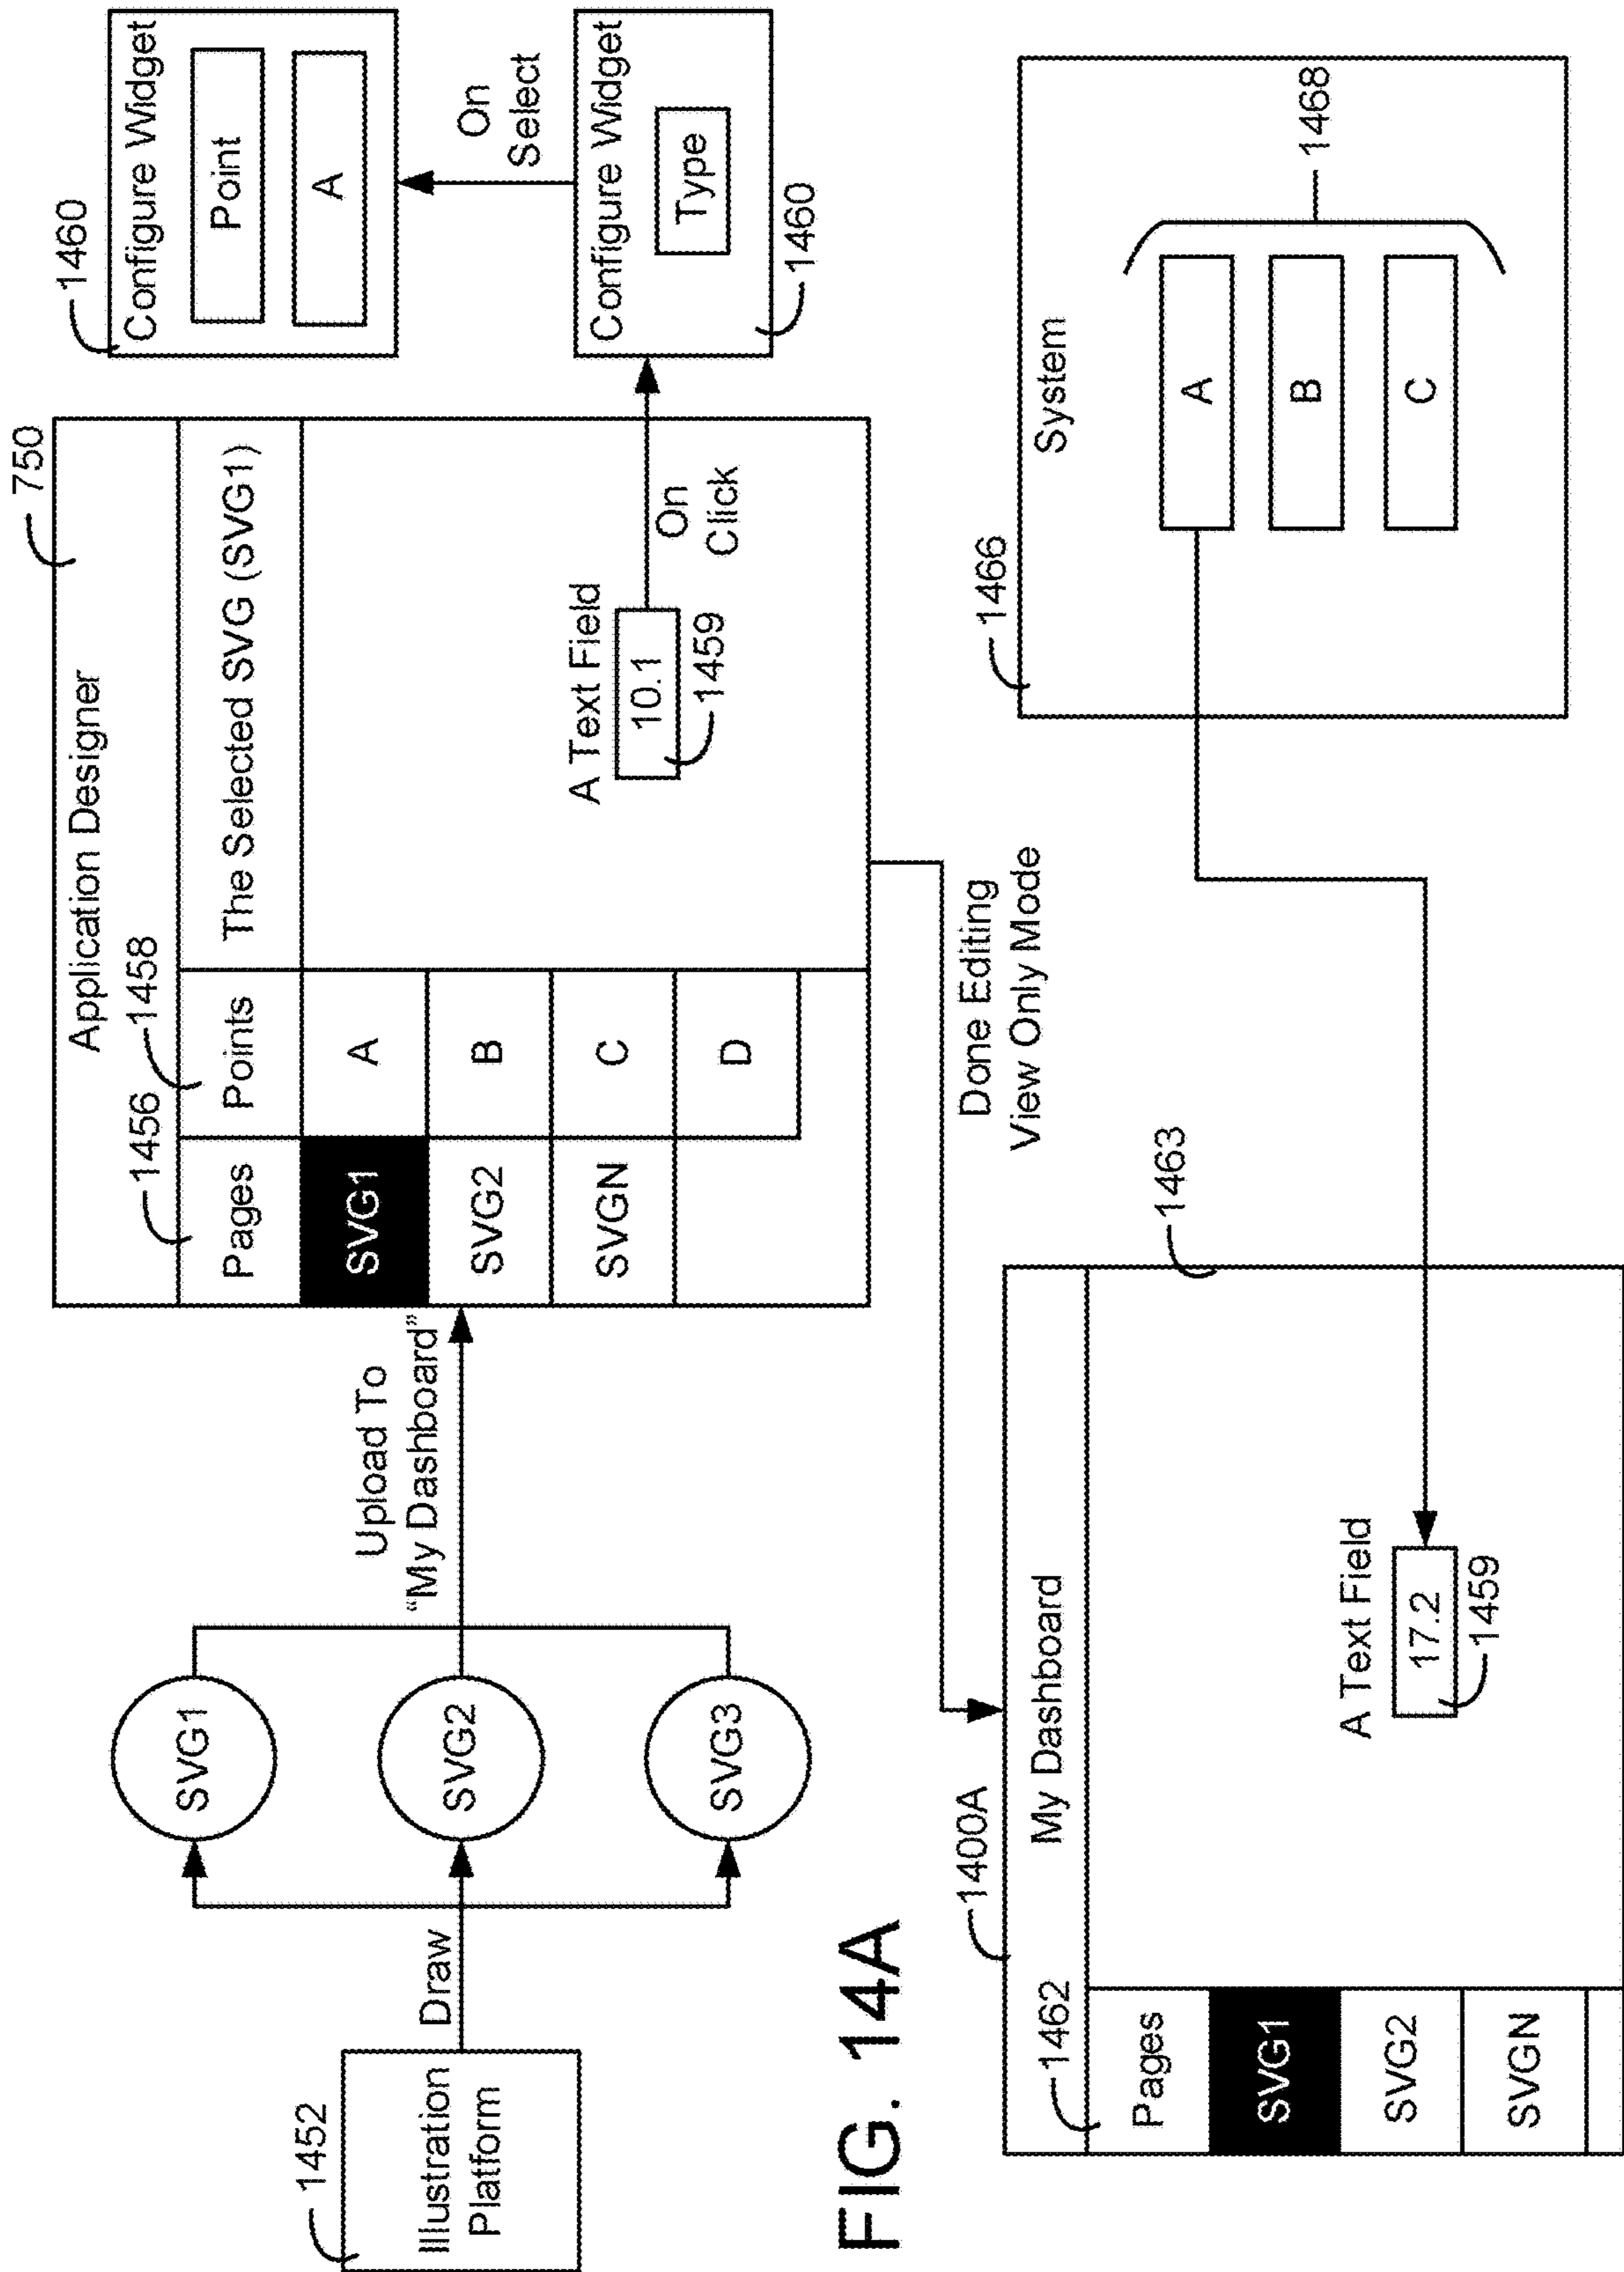 1452
Illustration
Platform
Draw
SVG1
SVG2
SVG3
Upload To
“My Dashboard”
750
Application Designer
1456
1458
Pages
Points
The Selected SVG (SVG1)
SVG1
A
SVG2
B
SVGN
C
D
A Text Field
10.1
1459
On
Click
1460
Configure Widget
Type
On
Select
1460
Configure Widget
Point
A
Done Editing
View Only Mode
FIG. 14A
1400A
My Dashboard
1462
1463
Pages
SVG1
SVG2
SVGN
A Text Field
17.2
1459
1466
System
A
B
C
1468